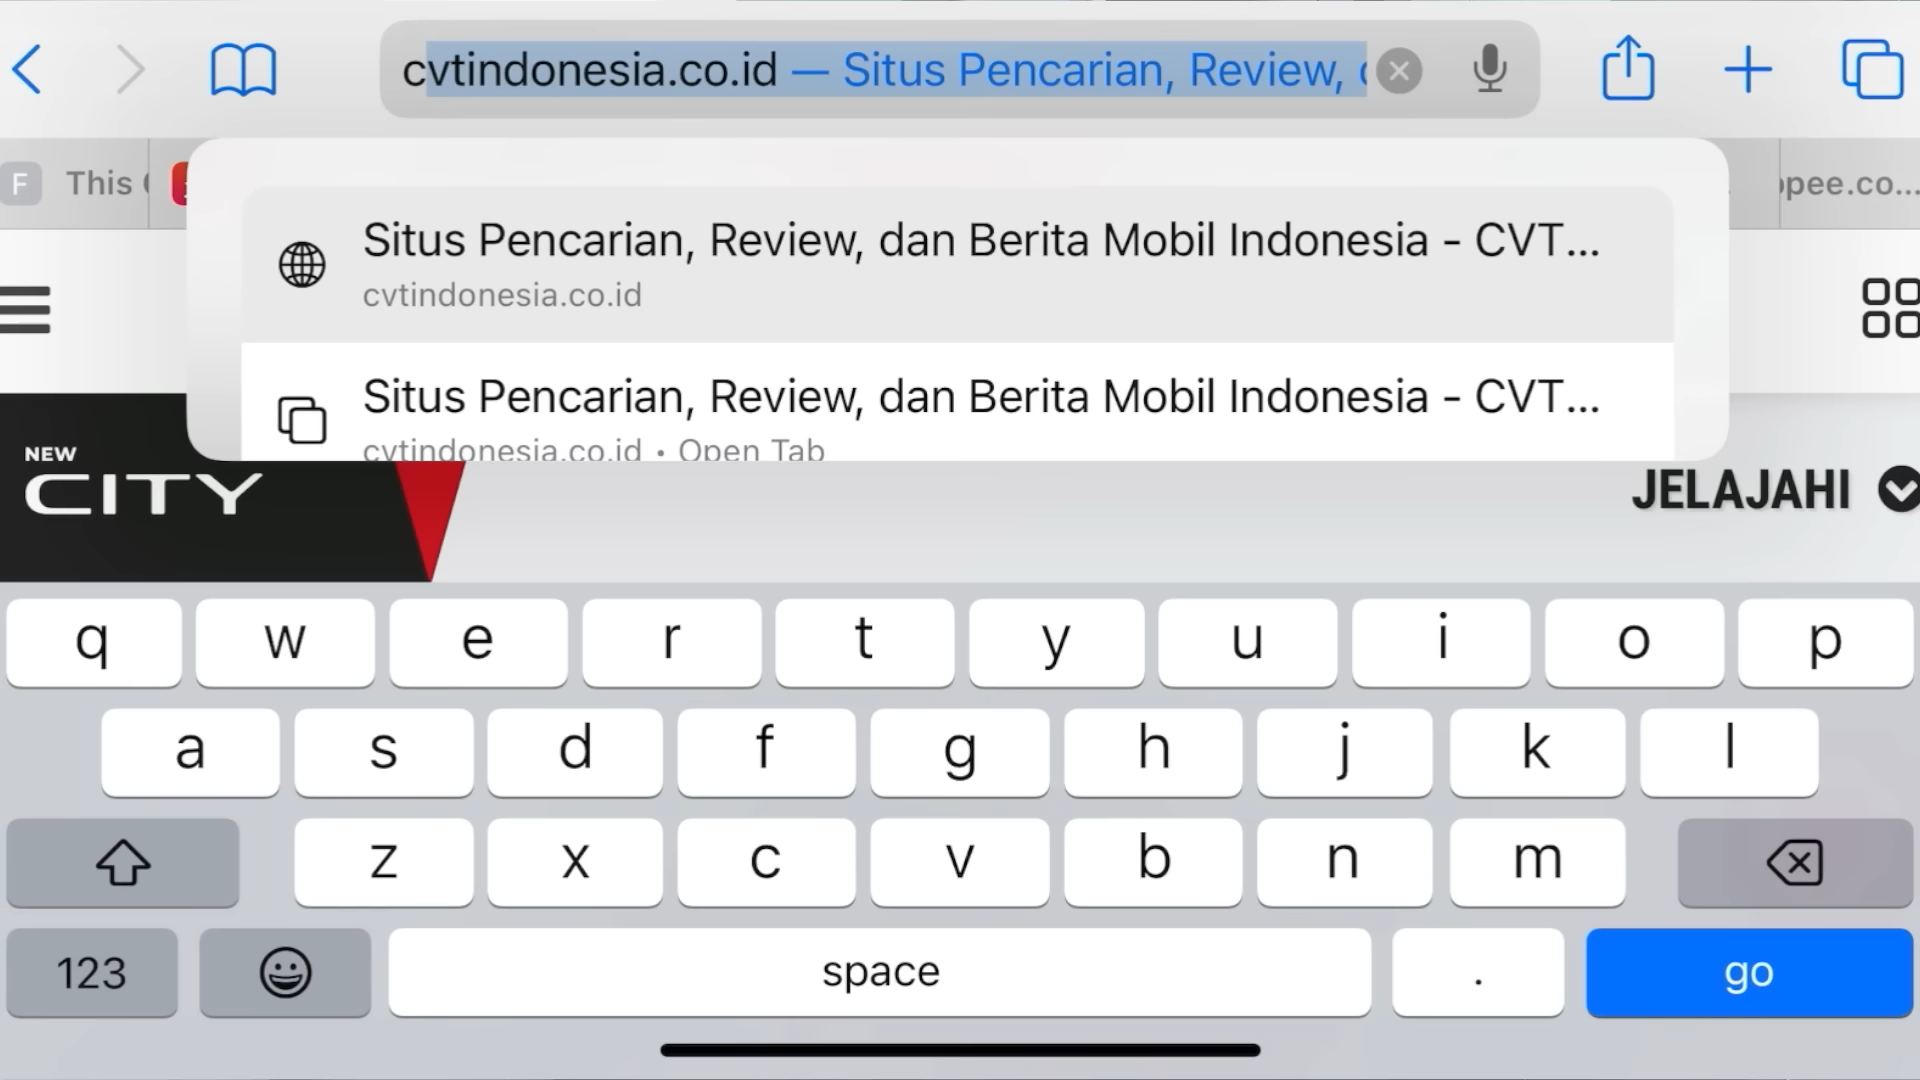 cvtindonesia.co.id — Situs Pencarian, Review,
F This
opee.co...
Situs Pencarian, Review, dan Berita Mobil Indonesia - CVT...
cvtindonesia.co.id
Situs Pencarian, Review, dan Berita Mobil Indonesia - CVT...
cvtindonesia.co.id • Open Tab
NEW
CITY
JELAJAHI
q w e r t y u i o p
a s d f g h j k l
z x c v b n m
123 space . go